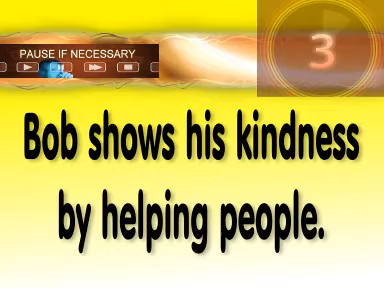 PAUSE IF NECESSARY
3
Bob shows his kindness
by helping people.